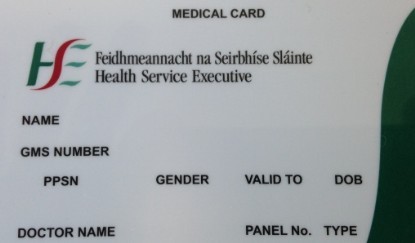 MEDICAL CARD
HSE
Feidhmeannacht na Seirbhíse Sláinte
Health Service Executive
NAME
GMS NUMBER
PPSN GENDER VALID TO DOB
DOCTOR NAME PANEL No. TYPE